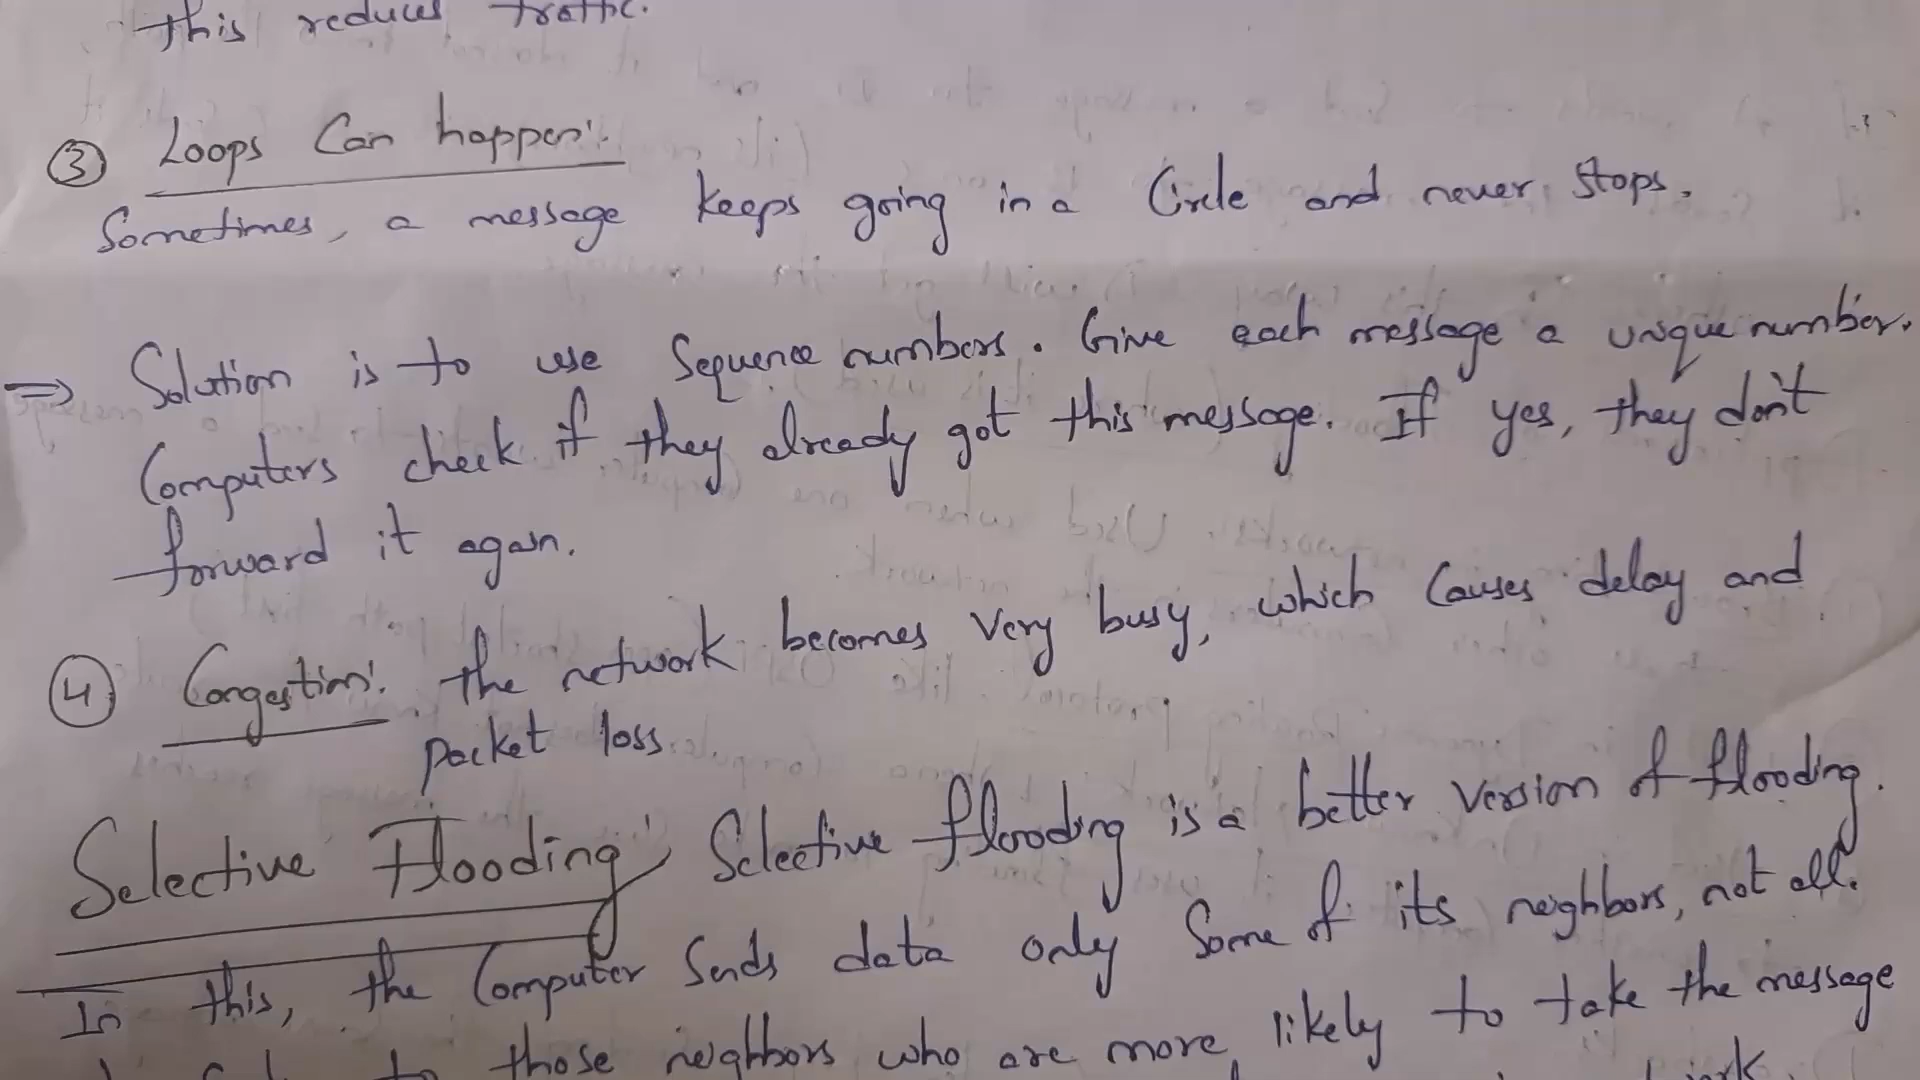 this reduces traffic.
③ Loops Can happen:
Sometimes, a message keeps going in a Circle and never stops.
⇒ Solution is to use Sequence numbers. Give each message a unique number.
Computers check if they already got this message. If yes, they don't
forward it again.
④ Congestion: the network becomes very busy, which causes delay and
packet loss.
Selective Flooding: Selective flooding is a better version of flooding.
In this, the Computer Sends data only Some of its neighbors, not all.
to those neighbors who are more likely to take the message